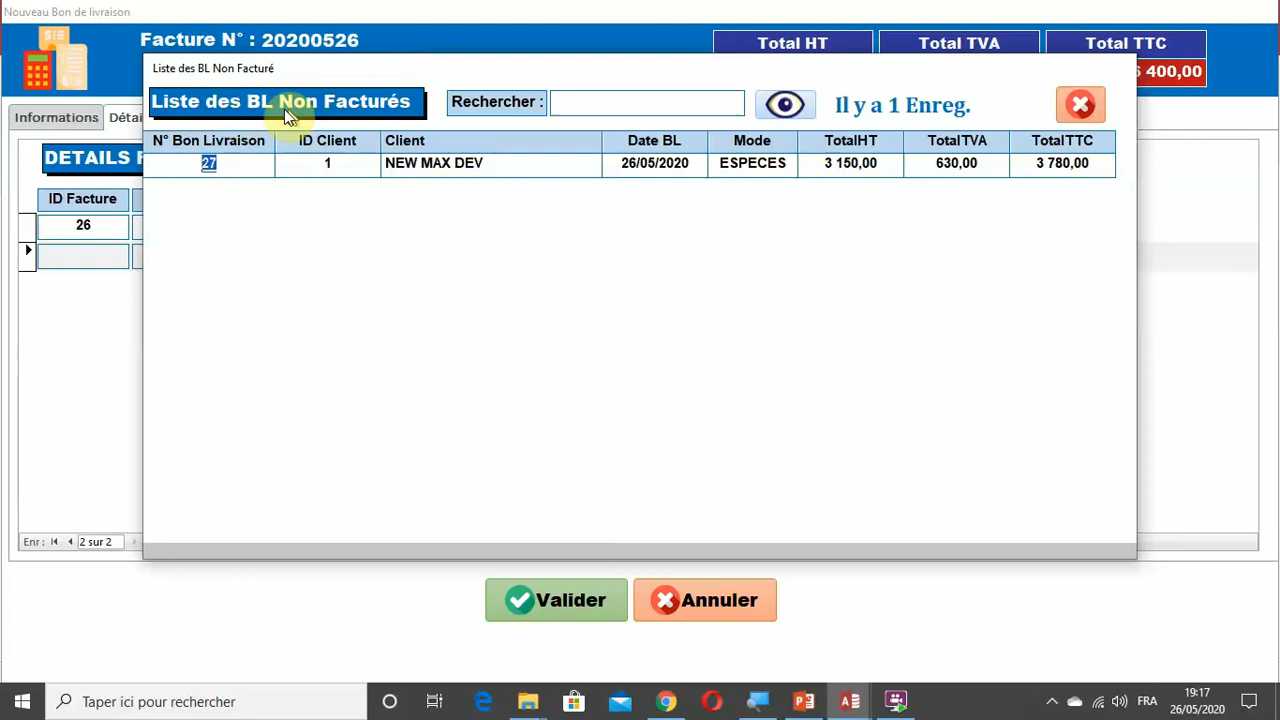 Nouveau Bon de livraison
Facture N° : 20200526
Total HT
Total TVA
Total TTC
400,00
Informations
Détai
DETAILS F
ID Facture
26
Enr :
2 sur 2
Liste des BL Non Facturé
Liste des BL Non Facturés
Rechercher :
Il y a 1 Enreg.
N° Bon Livraison ID Client Client Date BL Mode TotalHT TotalTVA TotalTTC
27 1 NEW MAX DEV 26/05/2020 ESPECES 3 150,00 630,00 3 780,00
Valider
Annuler
Taper ici pour rechercher
FRA
19:17
26/05/2020